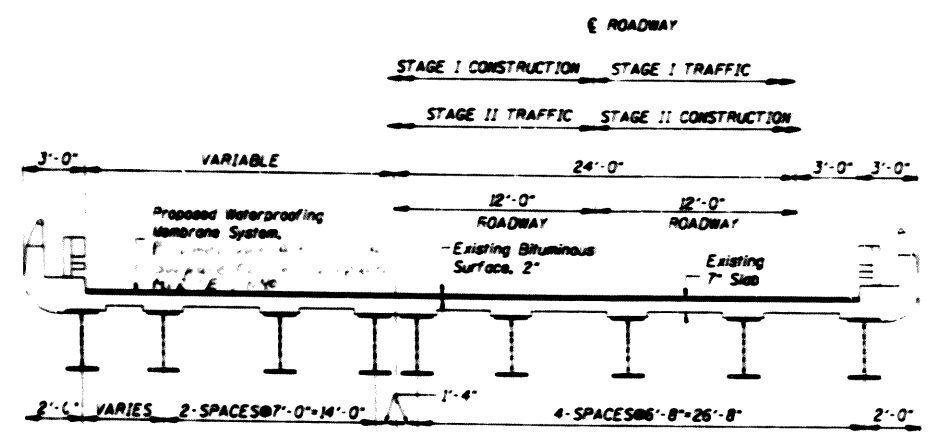 ℄ ROADWAY
STAGE I CONSTRUCTION STAGE I TRAFFIC
STAGE II TRAFFIC STAGE II CONSTRUCTION
3'-0" VARIABLE 24'-0" 3'-0" 3'-0"
12'-0" 12'-0"
ROADWAY ROADWAY
Proposed Waterproofing
Membrane System,
Existing Bituminous
Surface, 2"
Existing
7" Slab
1'-4"
2'-0" VARIES 2-SPACES@7'-0"=14'-0" 4-SPACES@6'-8"=26'-8" 2'-0"